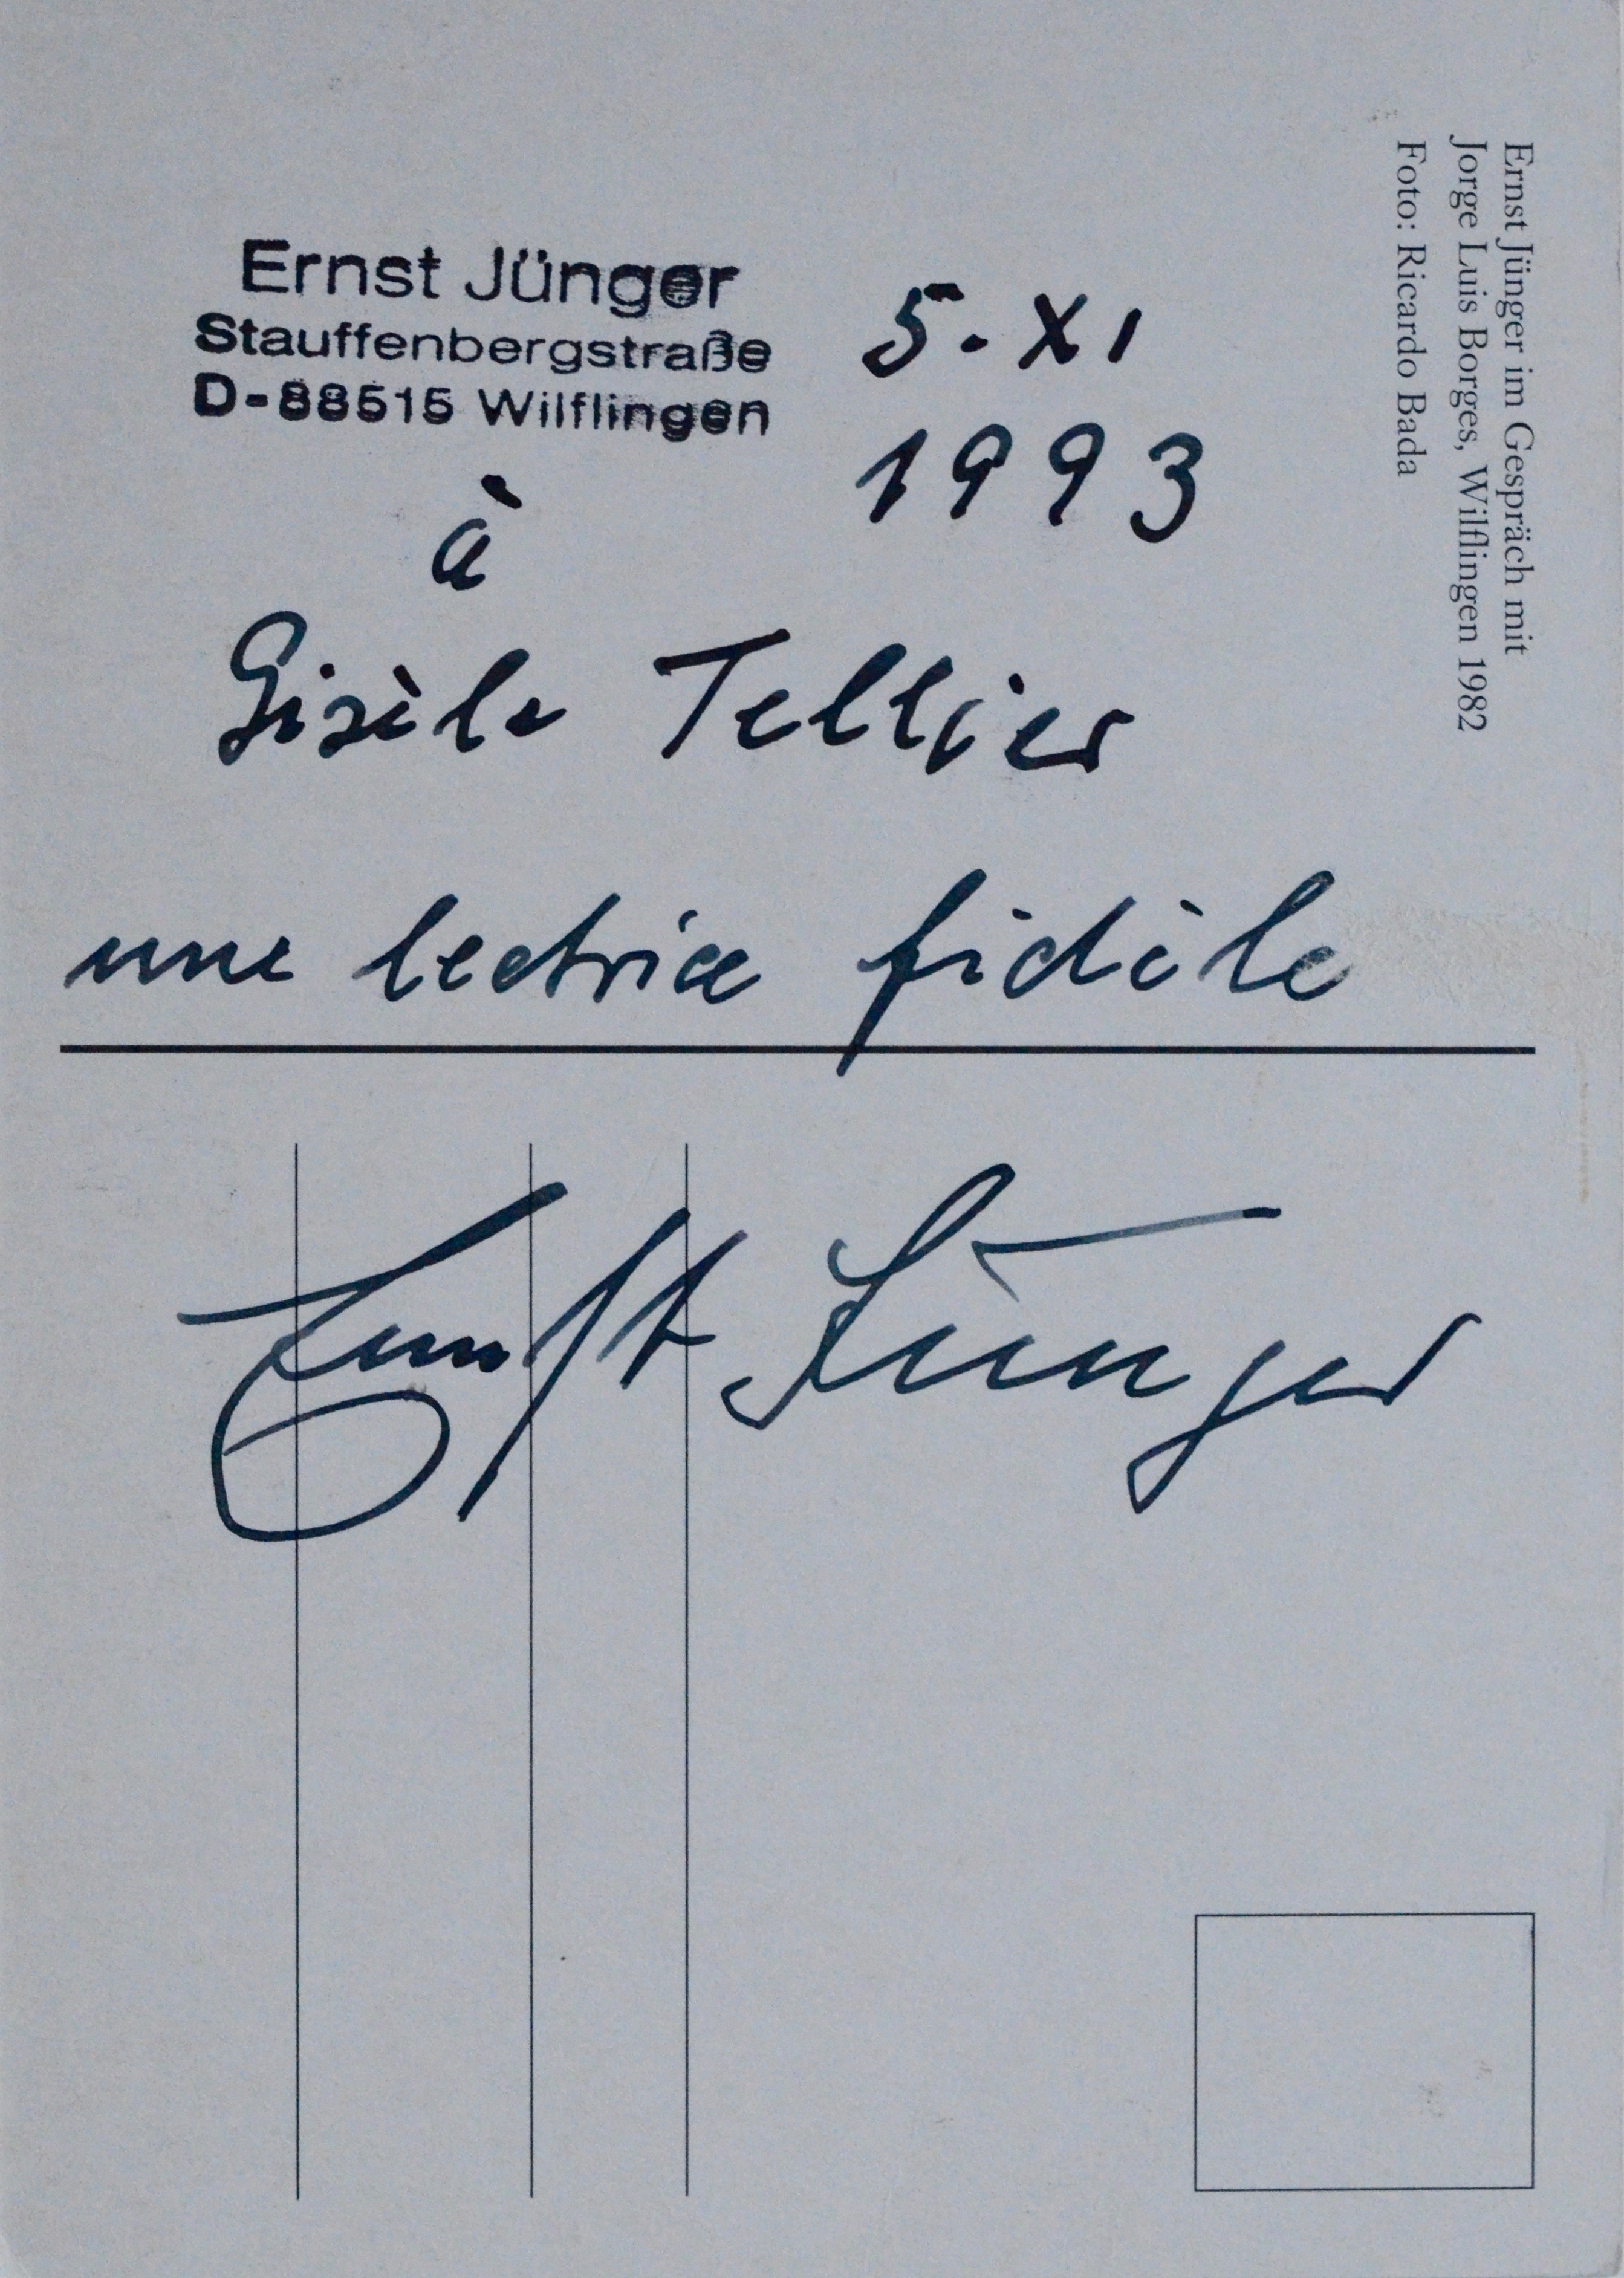 Ernst Jünger
Stauffenbergstraße
D-88515 Wilflingen
5. XI
1993
à
Gisèle Tellier
une lectrice fidèle
Ernst Jünger
Ernst Jünger im Gespräch mit
Jorge Luis Borges, Wilflingen 1982
Foto: Ricardo Bada